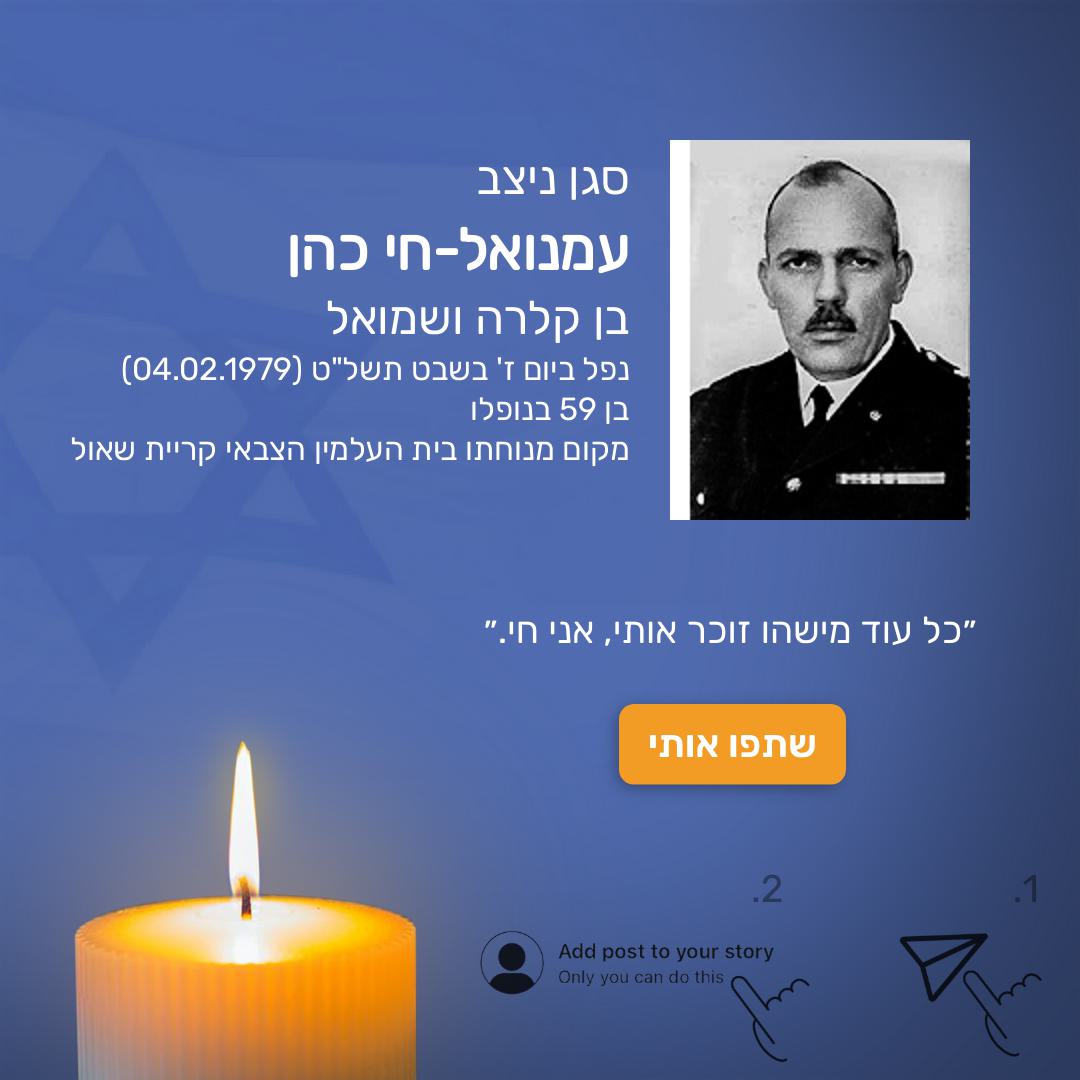 סגן ניצב
עמנואל-חי כהן
בן קלרה ושמואל
נפל ביום ז' בשבט תשל"ט (04.02.1979)
בן 59 בנופלו
מקום מנוחתו בית העלמין הצבאי קריית שאול
״כל עוד מישהו זוכר אותי, אני חי.״
שתפו אותי
.1
.2
Add post to your story
Only you can do this